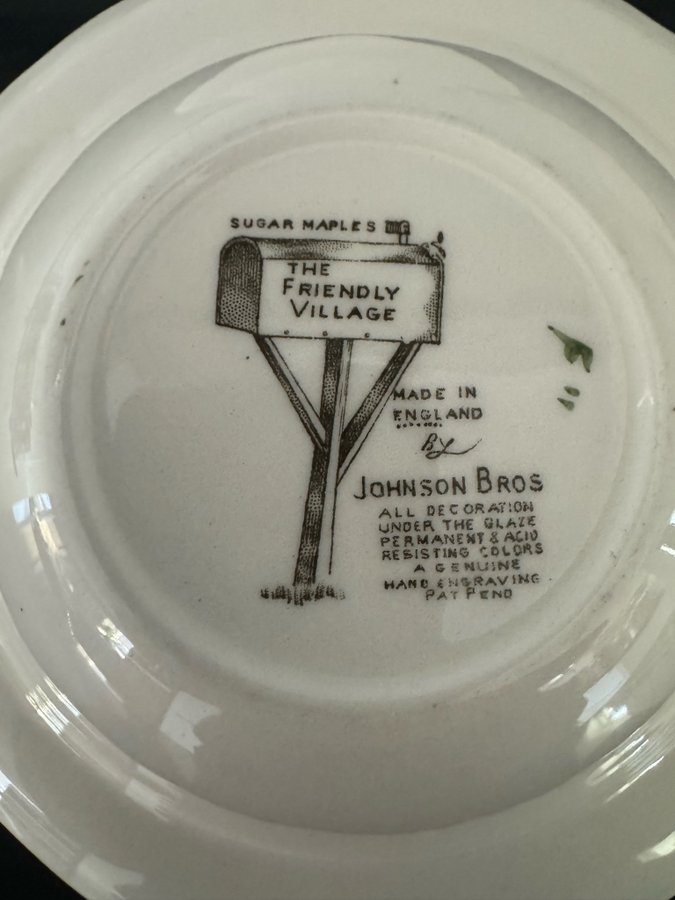 SUGAR MAPLES
THE
FRIENDLY
VILLAGE
MADE IN
ENGLAND
By
JOHNSON BROS
ALL DECORATION
UNDER THE GLAZE
PERMANENT & ACID
RESISTING COLORS
A GENUINE
HAND ENGRAVING
PAT PEND